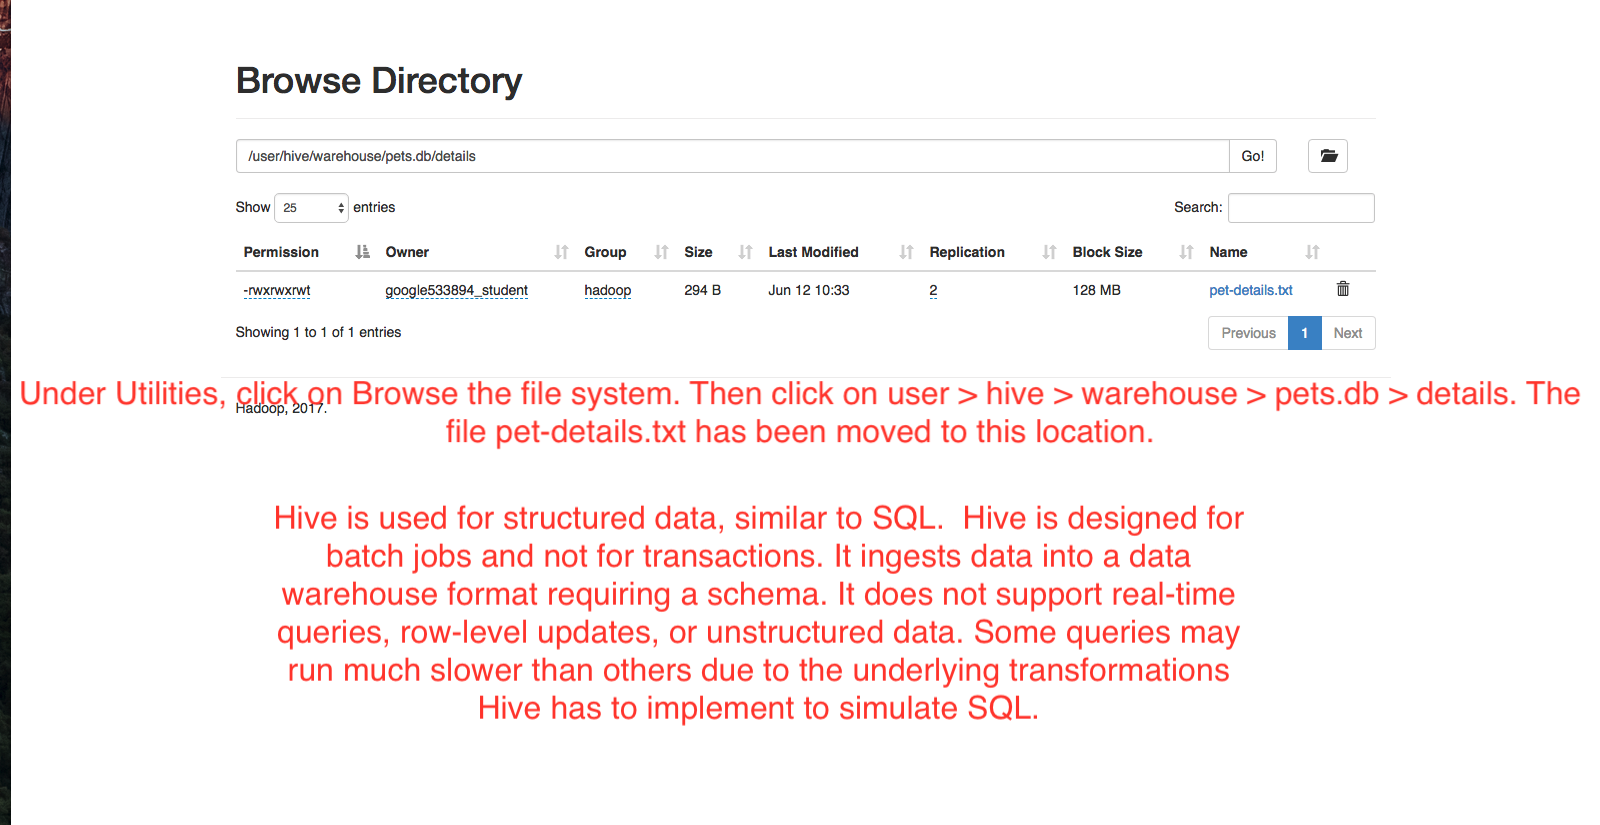 Browse Directory
/user/hive/warehouse/pets.db/details Go!
Show 25 entries Search:
Permission Owner Group Size Last Modified Replication Block Size Name
-rwxrwxrwt google533894_student hadoop 294 B Jun 12 10:33 2 128 MB pet-details.txt
Showing 1 to 1 of 1 entries Previous 1 Next
Under Utilities, click on Browse the file system. Then click on user > hive > warehouse > pets.db > details. The
Hadoop, 2017.
file pet-details.txt has been moved to this location.
Hive is used for structured data, similar to SQL.  Hive is designed for
batch jobs and not for transactions. It ingests data into a data
warehouse format requiring a schema. It does not support real-time
queries, row-level updates, or unstructured data. Some queries may
run much slower than others due to the underlying transformations
Hive has to implement to simulate SQL.